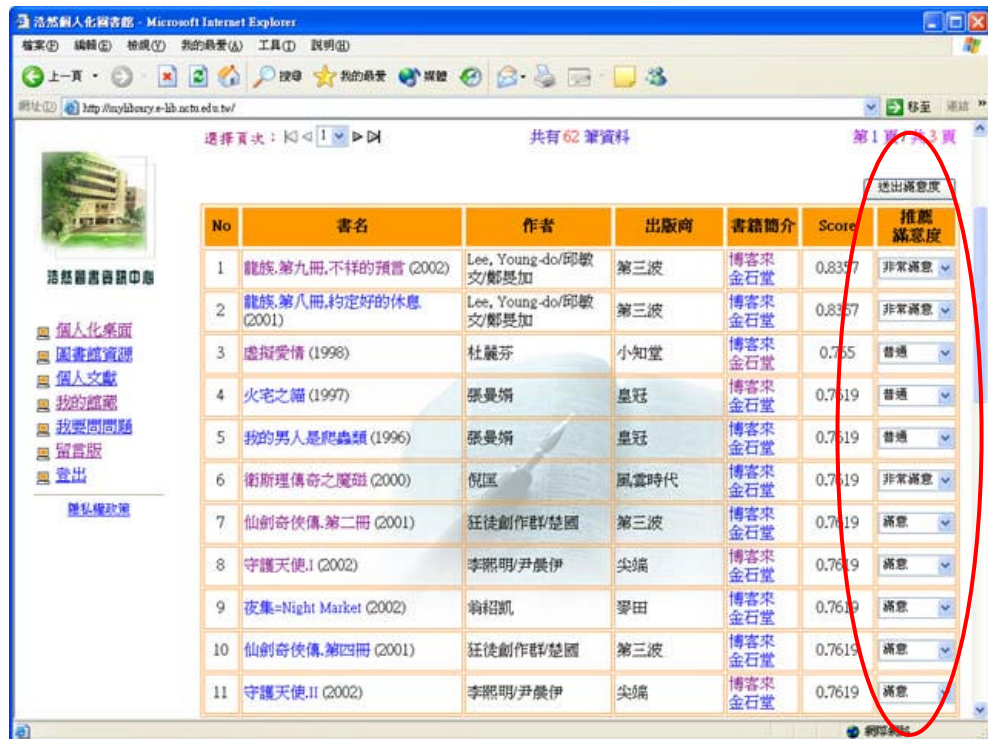 浩然個人化圖書館 - Microsoft Internet Explorer
檔案(F) 編輯(E) 檢視(V) 我的最愛(A) 工具(T) 說明(H)
上一頁 搜尋 我的最愛 媒體
網址(D) http://mylibrary.e-lib.nctu.edu.tw/ 移至 連結 »
選擇頁次： 1 共有 62 筆資料 第 1 頁 / 共 3 頁
送出滿意度
No 書名 作者 出版商 書籍簡介 Score 推薦
滿意度
1 龍族.第九冊,不祥的預言 (2002) Lee, Young-do/邱敏 第三波 博客來 0.8357 非常滿意
文/鄭旻加 金石堂
2 龍族.第八冊,約定好的休息 Lee, Young-do/邱敏 第三波 博客來 0.8357 非常滿意
(2001) 文/鄭旻加 金石堂
3 虛擬愛情 (1998) 杜麗芬 小知堂 博客來 0.765 普通
金石堂
4 火宅之貓 (1997) 張曼娟 皇冠 博客來 0.7619 普通
金石堂
5 我的男人是爬蟲類 (1996) 張曼娟 皇冠 博客來 0.7619 普通
金石堂
6 衛斯理傳奇之魔磁 (2000) 倪匡 風雲時代 博客來 0.7619 非常滿意
金石堂
7 仙劍奇俠傳.第二冊 (2001) 狂徒創作群/楚國 第三波 博客來 0.7619 滿意
金石堂
8 守護天使.I (2002) 李熙明/尹晨伊 尖端 博客來 0.7619 滿意
金石堂
9 夜集=Night Market (2002) 翁紹凱 麥田 博客來 0.7619 滿意
金石堂
10 仙劍奇俠傳.第四冊 (2001) 狂徒創作群/楚國 第三波 博客來 0.7619 滿意
金石堂
11 守護天使.II (2002) 李熙明/尹晨伊 尖端 博客來 0.7619 滿意
金石堂
浩然圖書資訊中心
個人化桌面
圖書館資源
個人文獻
我的館藏
我要問問題
留言版
登出
隱私權政策
網際網路